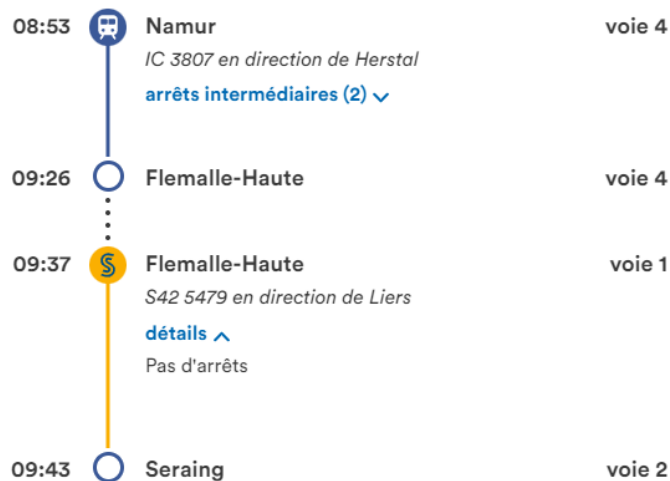 08:53 Namur voie 4
IC 3807 en direction de Herstal
arrêts intermédiaires (2)
09:26 Flemalle-Haute voie 4
09:37 Flemalle-Haute voie 1
S42 5479 en direction de Liers
détails
Pas d'arrêts
09:43 Seraing voie 2